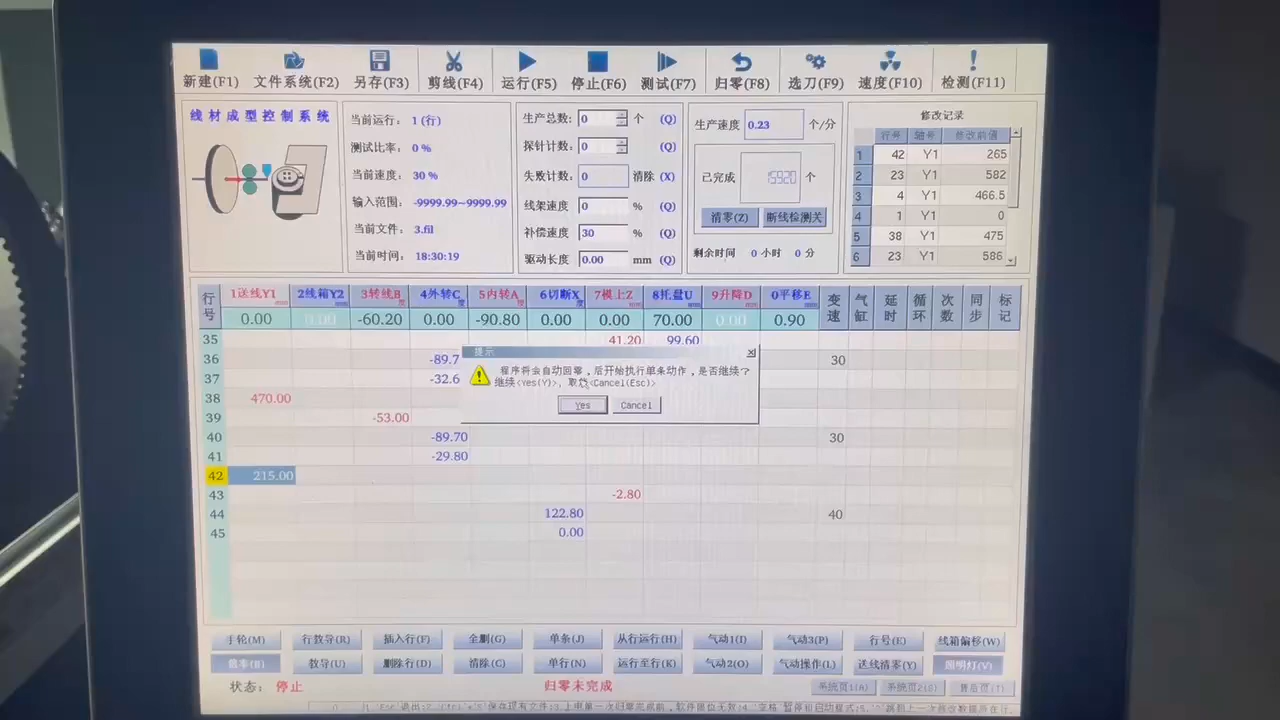 新建(F1) 文件系统(F2) 另存(F3) 剪线(F4) 运行(F5) 停止(F6) 测试(F7) 归零(F8) 选刀(F9) 速度(F10) 检测(F11)
线材成型控制系统
当前运行: 1 (行)
测试比率: 0 %
当前速度: 30 %
输入范围: -9999.99~9999.99
当前文件: 3.fil
当前时间: 18:30:19
生产总数: 0 个 (Q)
探针计数: 0 (Q)
失败计数: 0 清除 (X)
线架速度 0 % (Q)
补偿速度 30 % (Q)
驱动长度 0.00 mm (Q)
生产速度 0.23 个/分
已完成 15920 个
清零(Z) 断线检测关
剩余时间 0 小时 0 分
修改记录
行号 轴号 修改前值
1 42 Y1 265
2 23 Y1 582
3 4 Y1 466.5
4 1 Y1 0
5 38 Y1 475
6 23 Y1 586
行号 1送线Y1 2线箱Y2 3转线B 4外转C 5内转A 6切断X 7模上Z 8托盘U 9升降D 0平移E 变速 气缸 延时 循环 次数 同步 标记
0.00 0.00 -60.20 0.00 -90.80 0.00 0.00 70.00 0.00 0.90
35 41.20 99.60
36 -89.7 30
37 -32.6
38 470.00
39 -53.00
40 -89.70 30
41 -29.80
42 215.00
43 -2.80
44 122.80 40
45 0.00
提示
程序将会自动回零，后开始执行单条动作，是否继续?
继续<Yes(Y)>，取消<Cancel(Esc)>
Yes Cancel
手轮(M) 行教导(R) 插入行(F) 全删(G) 单条(J) 从行运行(H) 气动1(I) 气动3(P) 行号(E) 线箱偏移(W)
教导(U) 删除行(D) 清除(C) 单行(N) 运行至行(K) 气动2(O) 气动操作(L) 送线清零(Y) 照明灯(V)
状态: 停止 归零未完成 系统页1(A) 系统页2(S) 售后页(T)